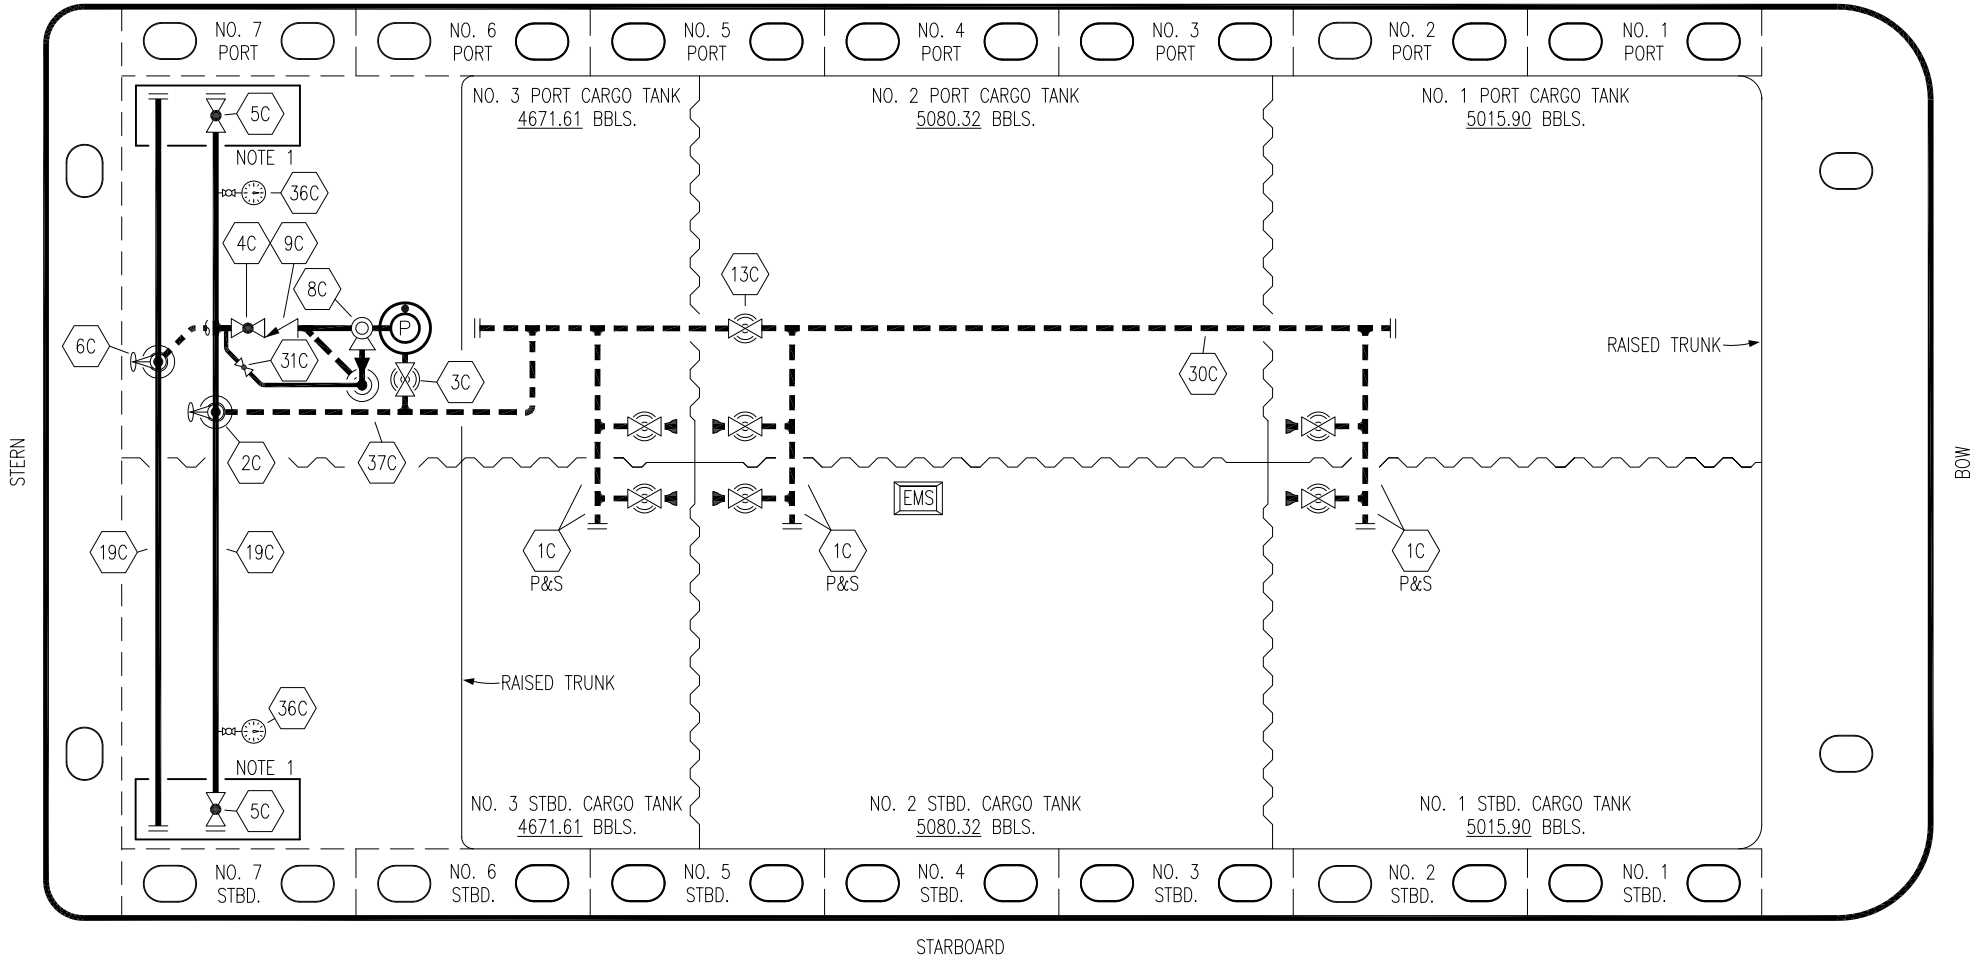 NO. 7
PORT
NO. 6
PORT
NO. 5
PORT
NO. 4
PORT
NO. 3
PORT
NO. 2
PORT
NO. 1
PORT
NO. 3 PORT CARGO TANK
4671.61 BBLS.
NO. 2 PORT CARGO TANK
5080.32 BBLS.
NO. 1 PORT CARGO TANK
5015.90 BBLS.
5C
NOTE 1
36C
4C
9C
8C
13C
P
6C
31C
3C
30C
RAISED TRUNK
STERN
2C
37C
BOW
EMS
19C
19C
1C
P&S
1C
P&S
1C
P&S
RAISED TRUNK
36C
NOTE 1
5C
NO. 3 STBD. CARGO TANK
4671.61 BBLS.
NO. 2 STBD. CARGO TANK
5080.32 BBLS.
NO. 1 STBD. CARGO TANK
5015.90 BBLS.
NO. 7
STBD.
NO. 6
STBD.
NO. 5
STBD.
NO. 4
STBD.
NO. 3
STBD.
NO. 2
STBD.
NO. 1
STBD.
STARBOARD